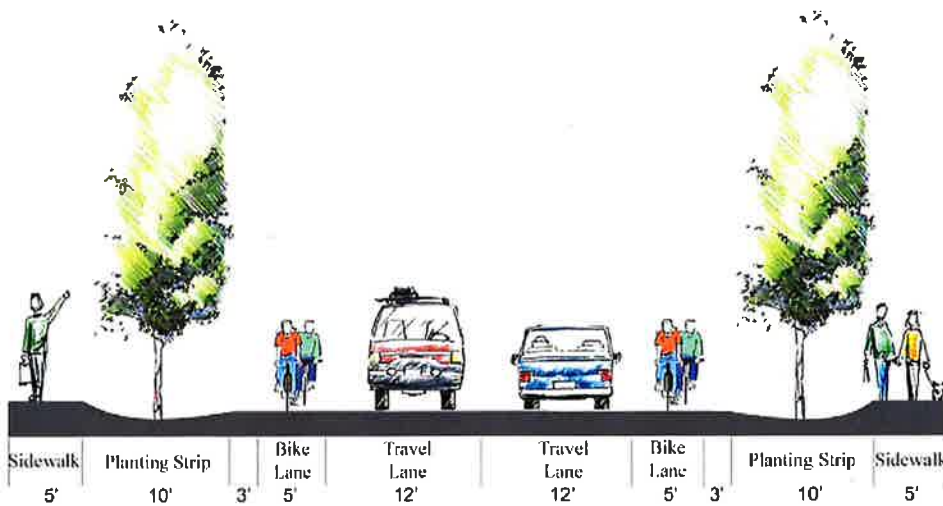 Sidewalk
Planting Strip
Bike
Lane
Travel
Lane
Travel
Lane
Bike
Lane
Planting Strip
Sidewalk
5' 10' 3' 5' 12' 12' 5' 3' 10' 5'